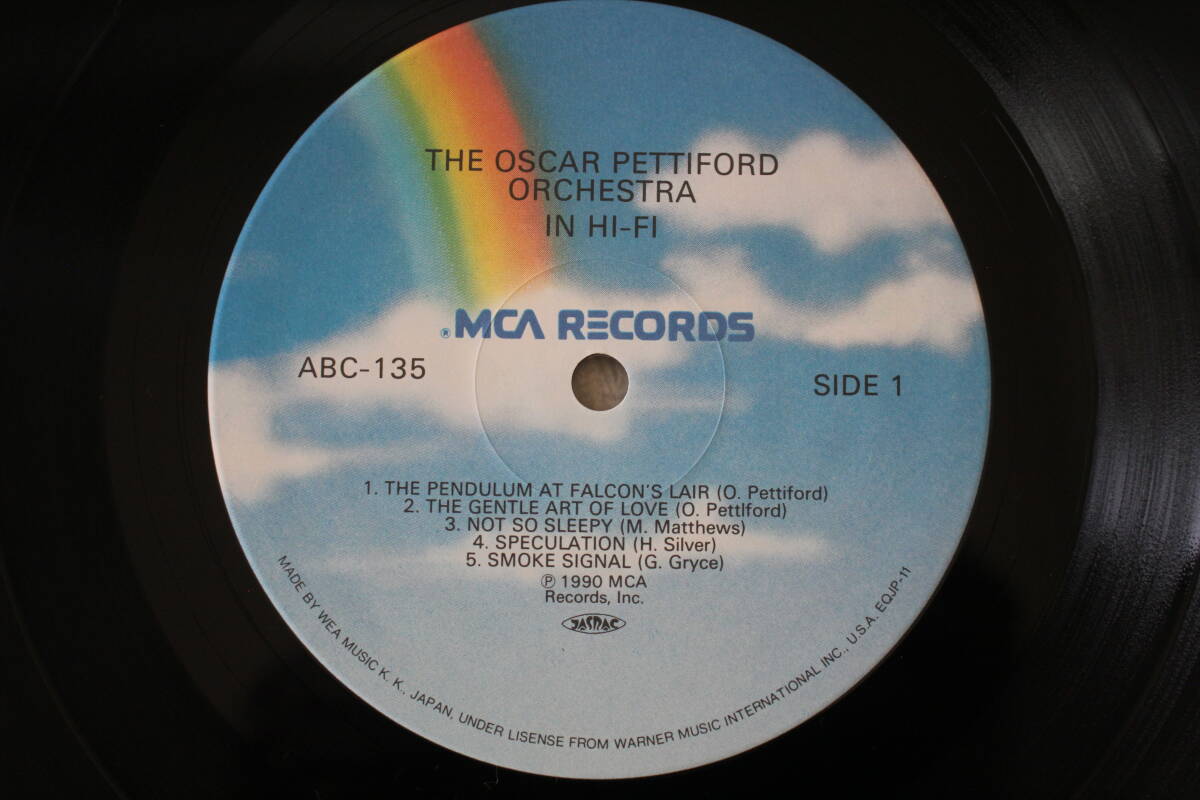 THE OSCAR PETTIFORD
ORCHESTRA
IN HI-FI
® MCA RECORDS
ABC-135
SIDE 1
1. THE PENDULUM AT FALCON'S LAIR (O. Pettiford)
2. THE GENTLE ART OF LOVE (O. PettIford)
3. NOT SO SLEEPY (M. Matthews)
4. SPECULATION (H. Silver)
5. SMOKE SIGNAL (G. Gryce)
℗ 1990 MCA
Records, Inc.
JASRAC
MADE BY WEA MUSIC K. K., JAPAN, UNDER LISENSE FROM WARNER MUSIC INTERNATIONAL INC., U.S.A. EQJP-11